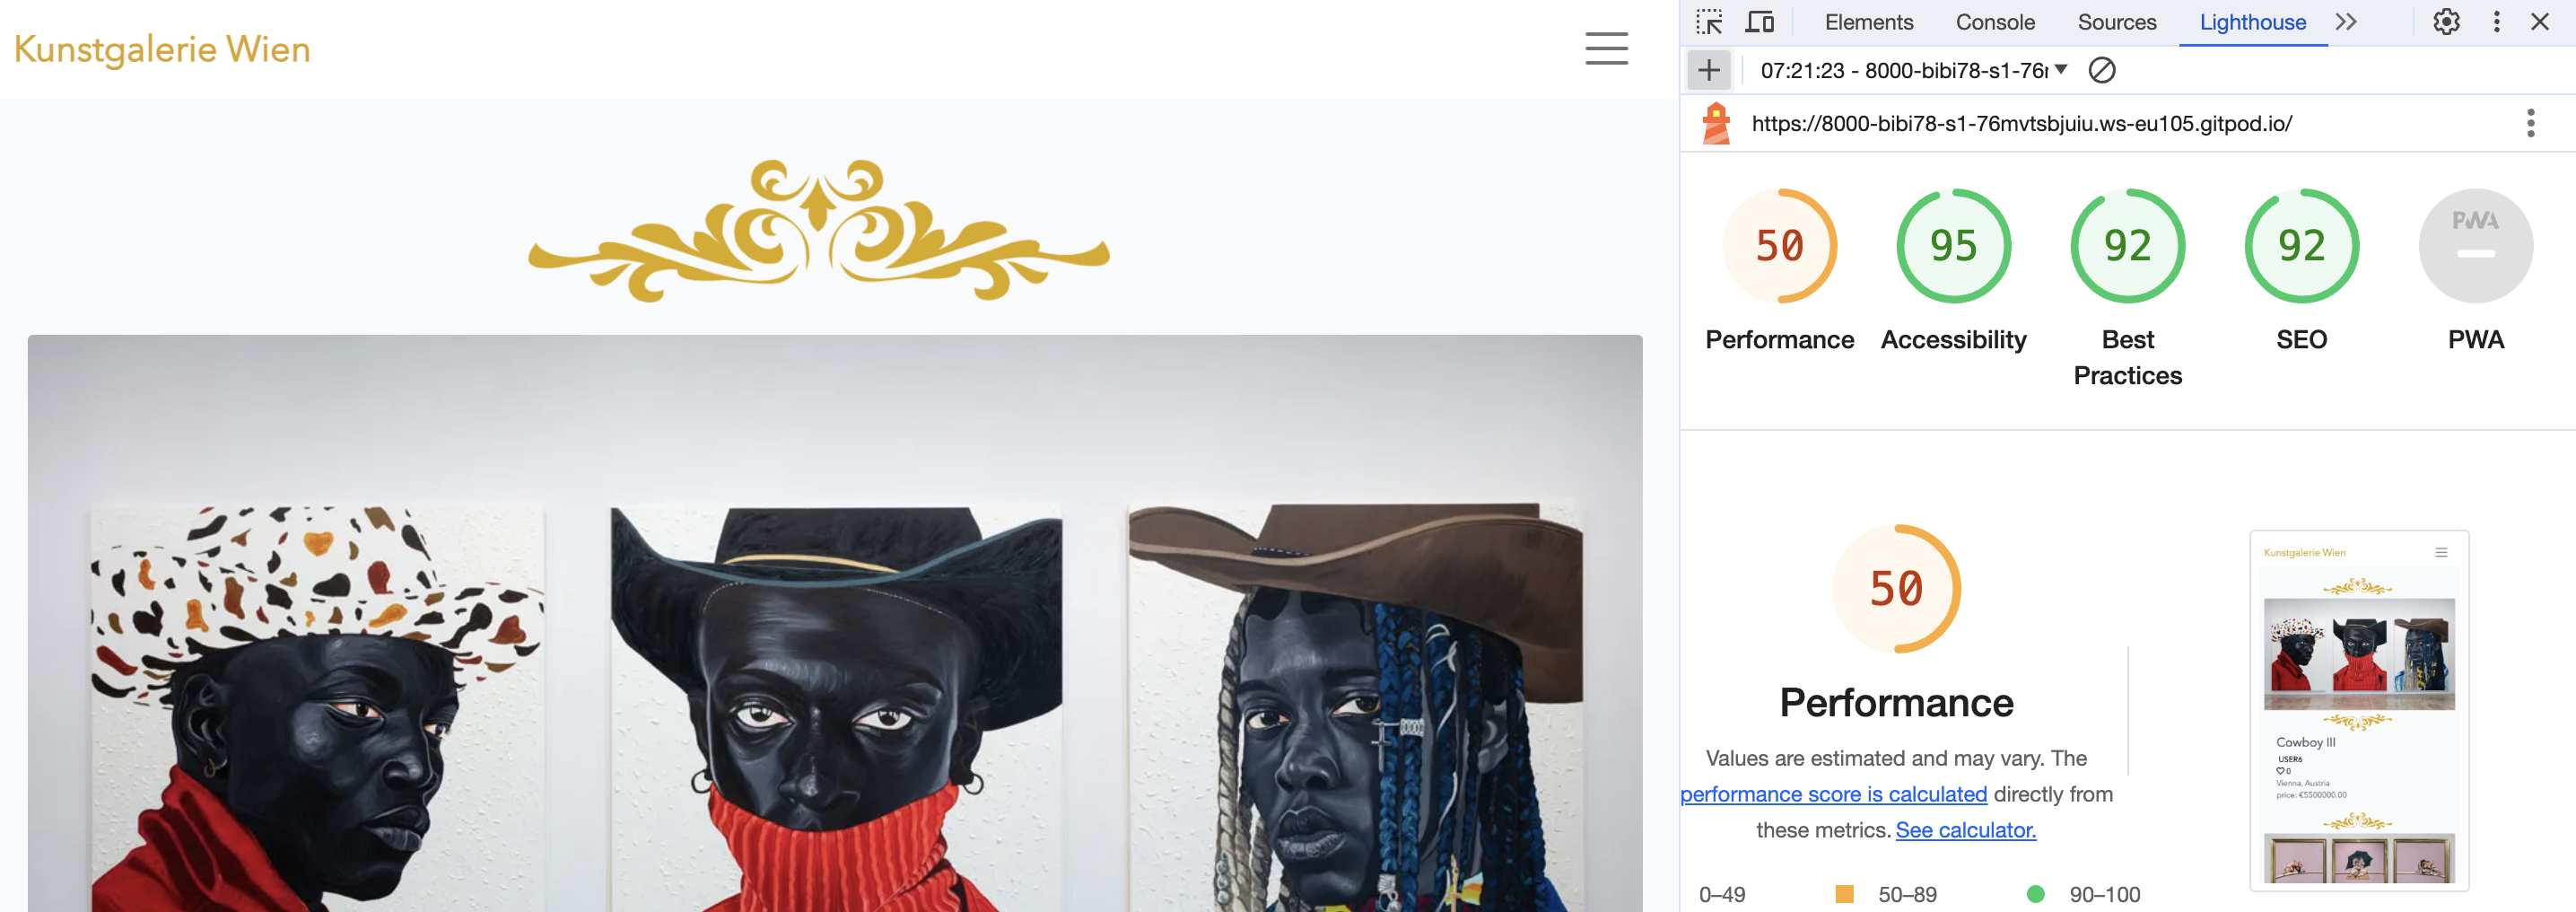 Kunstgalerie Wien
Elements Console Sources Lighthouse
07:21:23 - 8000-bibi78-s1-76
https://8000-bibi78-s1-76mvtsbjuiu.ws-eu105.gitpod.io/
50 95 92 92 PWA
Performance Accessibility Best Practices SEO PWA
50
Performance
Values are estimated and may vary. The
performance score is calculated directly from
these metrics. See calculator.
0–49 50–89 90–100
Kunstgalerie Wien
Cowboy III
USER6
0
Vienna, Austria
price: €5500000.00